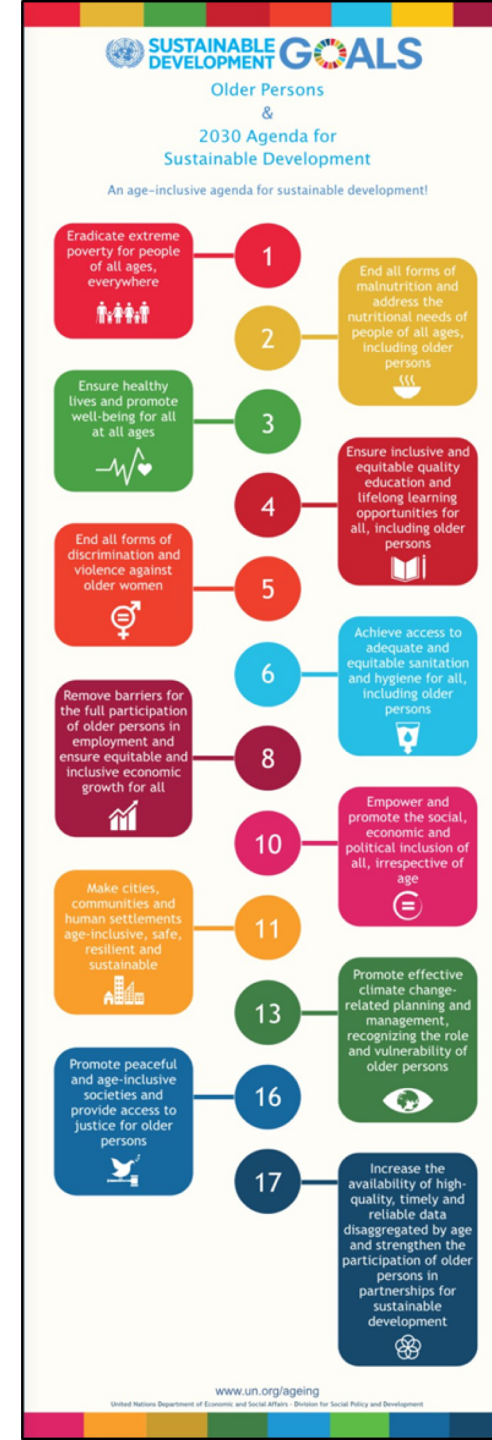 SUSTAINABLE
DEVELOPMENT GOALS
Older Persons
&
2030 Agenda for
Sustainable Development
An age-inclusive agenda for sustainable development!
Eradicate extreme
poverty for people
of all ages,
everywhere
1
End all forms of
malnutrition and
address the
nutritional needs of
people of all ages,
including older
persons
2
Ensure healthy
lives and promote
well-being for all
at all ages
3
Ensure inclusive and
equitable quality
education and
lifelong learning
opportunities for
all, including older
persons
4
End all forms of
discrimination and
violence against
older women
5
Achieve access to
adequate and
equitable sanitation
and hygiene for all,
including older
persons
6
Remove barriers for
the full participation
of older persons in
employment and
ensure equitable and
inclusive economic
growth for all
8
Empower and
promote the social,
economic and
political inclusion of
all, irrespective of
age
10
Make cities,
communities and
human settlements
age-inclusive, safe,
resilient and
sustainable
11
Promote effective
climate change-
related planning and
management,
recognizing the role
and vulnerability of
older persons
13
Promote peaceful
and age-inclusive
societies and
provide access to
justice for older
persons
16
17
Increase the
availability of high-
quality, timely and
reliable data
disaggregated by age
and strengthen the
participation of older
persons in
partnerships for
sustainable
development
www.un.org/ageing
United Nations Department of Economic and Social Affairs - Division for Social Policy and Development